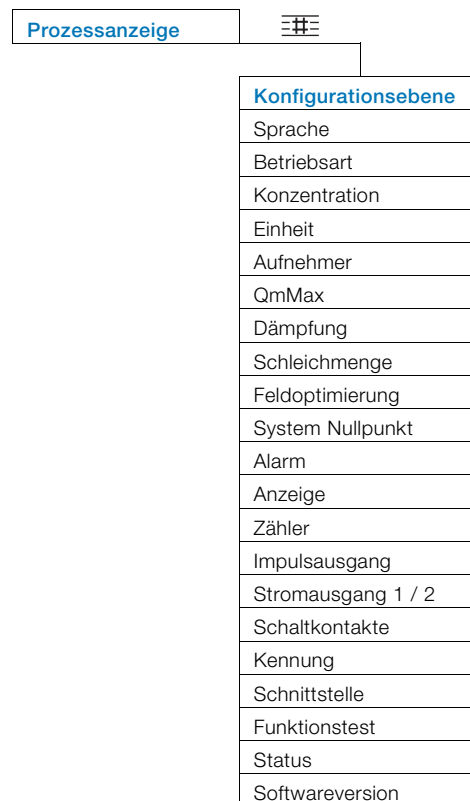 Prozessanzeige
Konfigurationsebene
Sprache
Betriebsart
Konzentration
Einheit
Aufnehmer
QmMax
Dämpfung
Schleichmenge
Feldoptimierung
System Nullpunkt
Alarm
Anzeige
Zähler
Impulsausgang
Stromausgang 1 / 2
Schaltkontakte
Kennung
Schnittstelle
Funktionstest
Status
Softwareversion